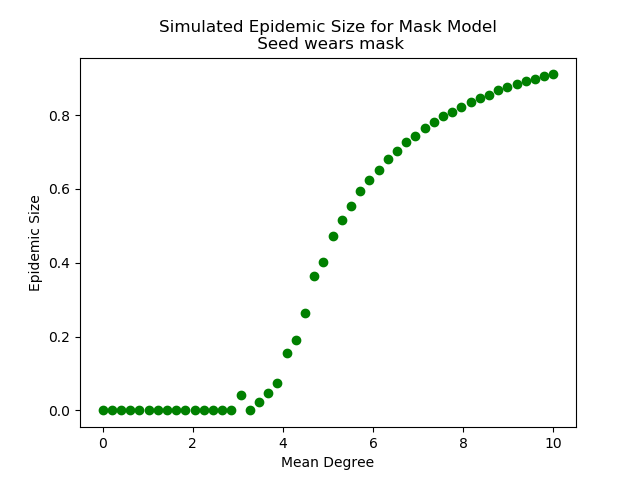 Simulated Epidemic Size for Mask Model
Seed wears mask
Epidemic Size
0.8
0.6
0.4
0.2
0.0
0 2 4 6 8 10
Mean Degree